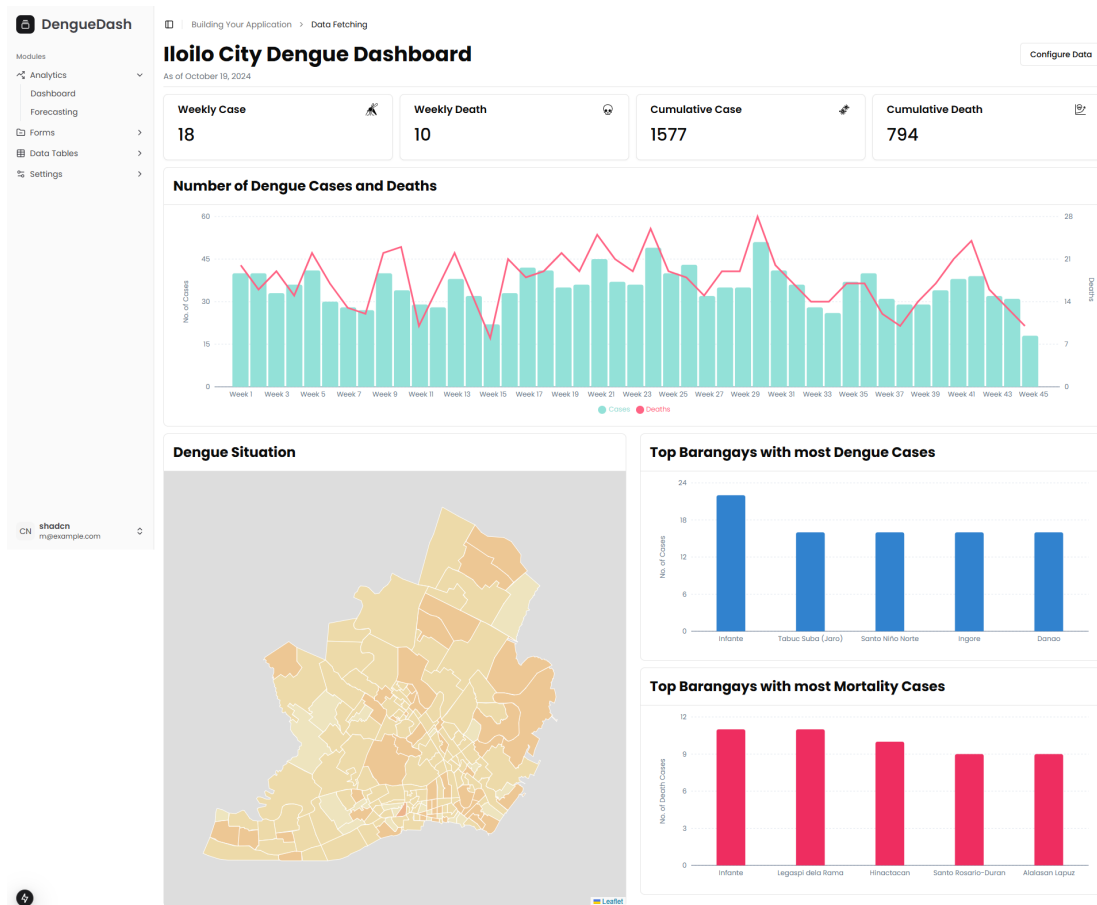 DengueDash
Modules
Analytics
Dashboard
Forecasting
Forms
Data Tables
Settings
CN
shadcn
m@example.com
Building Your Application > Data Fetching
Iloilo City Dengue Dashboard
As of October 19, 2024
Configure Data
Weekly Case
18
Weekly Death
10
Cumulative Case
1577
Cumulative Death
794
Number of Dengue Cases and Deaths
60
45
30
15
0
No. of Cases
28
21
14
7
0
Deaths
Week 1 Week 3 Week 5 Week 7 Week 9 Week 11 Week 13 Week 15 Week 17 Week 19 Week 21 Week 23 Week 25 Week 27 Week 29 Week 31 Week 33 Week 35 Week 37 Week 39 Week 41 Week 43 Week 45
Cases Deaths
Dengue Situation
Leaflet
Top Barangays with most Dengue Cases
24
18
12
6
0
No. of Cases
Infante Tabuc Suba (Jaro) Santo Niño Norte Ingore Danao
Top Barangays with most Mortality Cases
12
9
6
3
0
No. of Death Cases
Infante Legaspi dela Rama Hinactacan Santo Rosario-Duran Alalasan Lapuz